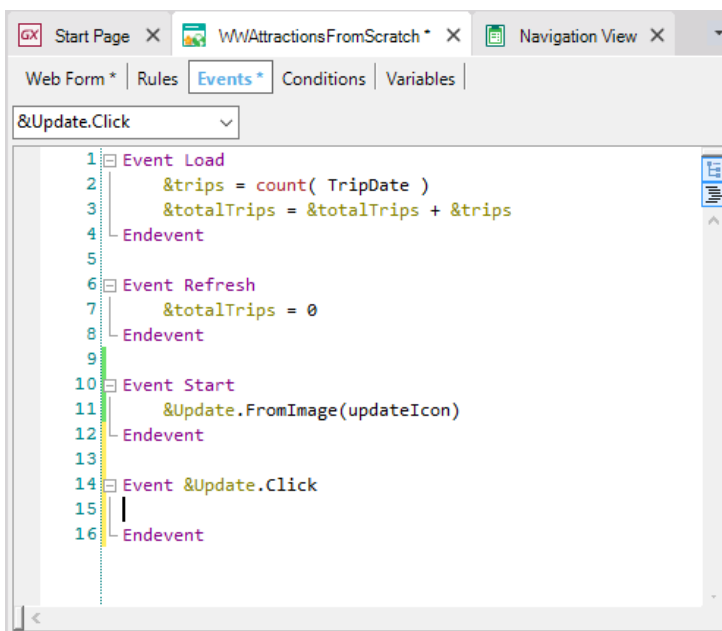 GX Start Page WWAttractionsFromScratch * Navigation View
Web Form * Rules Events * Conditions Variables
&Update.Click
1 Event Load
2 &trips = count( TripDate )
3 &totalTrips = &totalTrips + &trips
4 Endevent
5
6 Event Refresh
7 &totalTrips = 0
8 Endevent
9
10 Event Start
11 &Update.FromImage(updateIcon)
12 Endevent
13
14 Event &Update.Click
15
16 Endevent